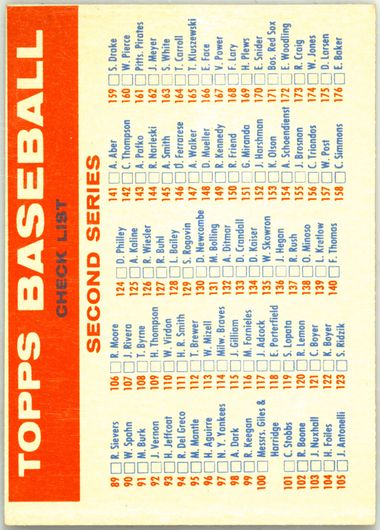 TOPPS BASEBALL
CHECK LIST
SECOND SERIES
89 R. Sievers
90 W. Spahn
91 M. Burk
92 J. Vernon
93 H. Jeffcoat
94 R. Del Greco
95 M. Mantle
96 H. Aguirre
97 N. Y. Yankees
98 A. Dark
99 R. Keegan
100 Messrs. Giles &
Harridge
101 C. Stobbs
102 R. Boone
103 J. Nuxhall
104 H. Foiles
105 J. Antonelli
106 R. Moore
107 J. Rivera
108 T. Byrne
109 H. Thompson
110 W. Virdon
111 H. R. Smith
112 T. Brewer
113 W. Mizell
114 Milw. Braves
115 J. Gilliam
116 M. Fornieles
117 J. Adcock
118 E. Porterfield
119 S. Lopata
120 R. Lemon
121 C. Boyer
122 K. Boyer
123 S. Ridzik
124 D. Philley
125 A. Kaline
126 R. Wiesler
127 R. Buhl
128 L. Bailey
129 S. Rogovin
130 D. Newcombe
131 M. Bolling
132 A. Ditmar
133 D. Crandall
134 D. Kaiser
135 W. Skowron
136 J. Hegan
137 R. Rush
138 O. Minoso
139 L. Kretlow
140 F. Thomas
141 A. Aber
142 C. Thompson
143 A. Pafko
144 R. Narleski
145 A. Smith
146 D. Ferrarese
147 A. Walker
148 D. Mueller
149 R. Kennedy
150 R. Friend
151 G. Miranda
152 J. Harshman
153 K. Olson
154 A. Schoendienst
155 J. Brosnan
156 C. Triandos
157 W. Post
158 C. Simmons
159 S. Drake
160 W. Pierce
161 Pitts. Pirates
162 J. Meyer
163 S. White
164 T. Carroll
165 T. Kluszewski
166 E. Face
167 V. Power
168 F. Lary
169 H. Plews
170 E. Snider
171 Bos. Red Sox
172 E. Woodling
173 R. Craig
174 W. Jones
175 D. Larsen
176 E. Baker